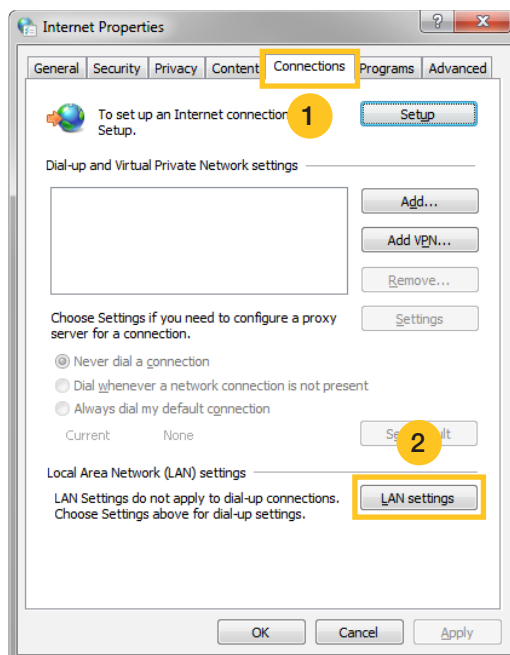 Internet Properties
?
X
General Security Privacy Content Connections Programs Advanced
1
To set up an Internet connection
Setup.
Setup
Dial-up and Virtual Private Network settings
Add...
Add VPN...
Remove...
Choose Settings if you need to configure a proxy
server for a connection.
Settings
Never dial a connection
Dial whenever a network connection is not present
Always dial my default connection
Current None
2
Local Area Network (LAN) settings
LAN Settings do not apply to dial-up connections.
Choose Settings above for dial-up settings.
LAN settings
OK Cancel Apply